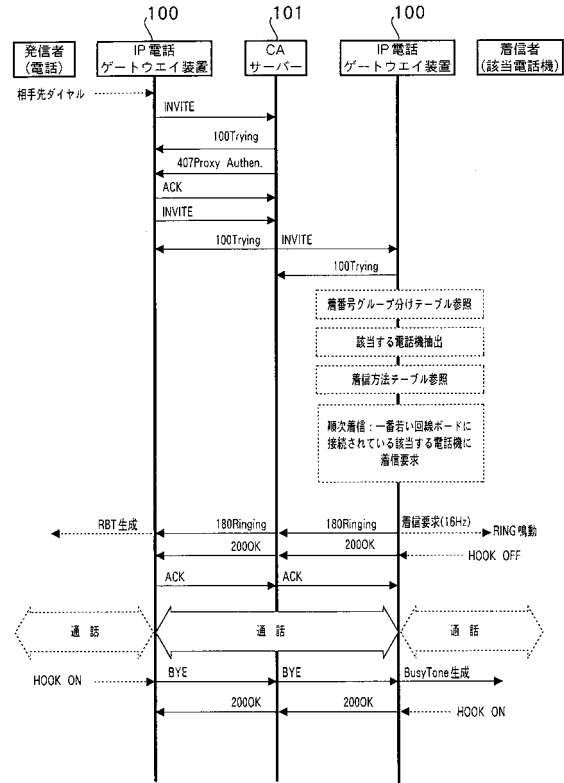 100
101
100
発信者
(電話)
IP電話
ゲートウエイ装置
CA
サーバー
IP電話
ゲートウエイ装置
着信者
(該当電話機)
相手先ダイヤル
INVITE
100Trying
407Proxy Authen.
ACK
INVITE
100Trying
INVITE
100Trying
着番号グループ分けテーブル参照
該当する電話機抽出
着信方法テーブル参照
順次着信：一番若い回線ボードに
接続されている該当する電話機に
着信要求
RBT生成
180Ringing
180Ringing
着信要求(16Hz)
RING鳴動
200OK
200OK
HOOK OFF
ACK
ACK
通 話
通 話
通 話
HOOK ON
BYE
BYE
BusyTone生成
200OK
200OK
HOOK ON